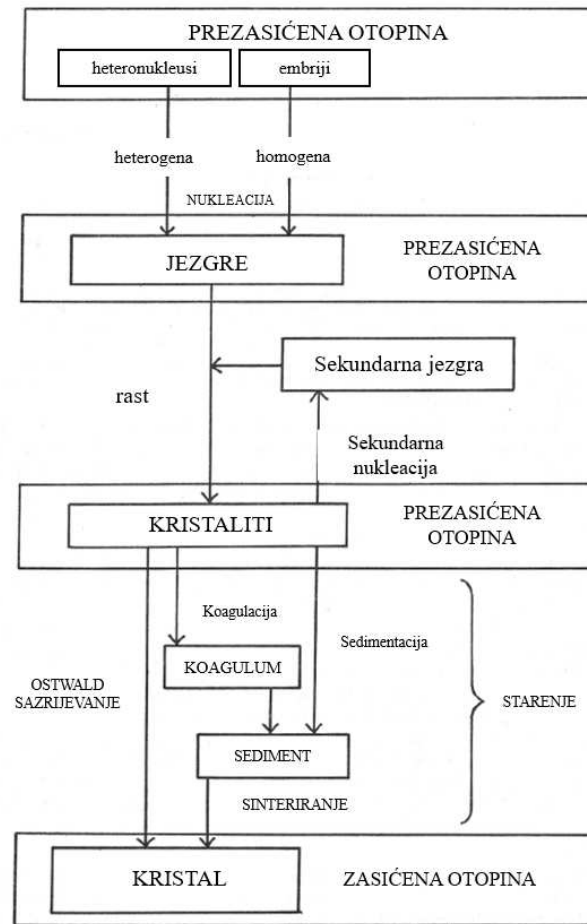 PREZASIĆENA OTOPINA
heteronukleusi
embriji
heterogena
homogena
NUKLEACIJA
JEZGRE
PREZASIĆENA
OTOPINA
Sekundarna jezgra
rast
Sekundarna
nukleacija
KRISTALITI
PREZASIĆENA
OTOPINA
Koagulacija
Sedimentacija
KOAGULUM
OSTWALD
SAZRIJEVANJE
STARENJE
SEDIMENT
SINTERIRANJE
KRISTAL
ZASIĆENA OTOPINA